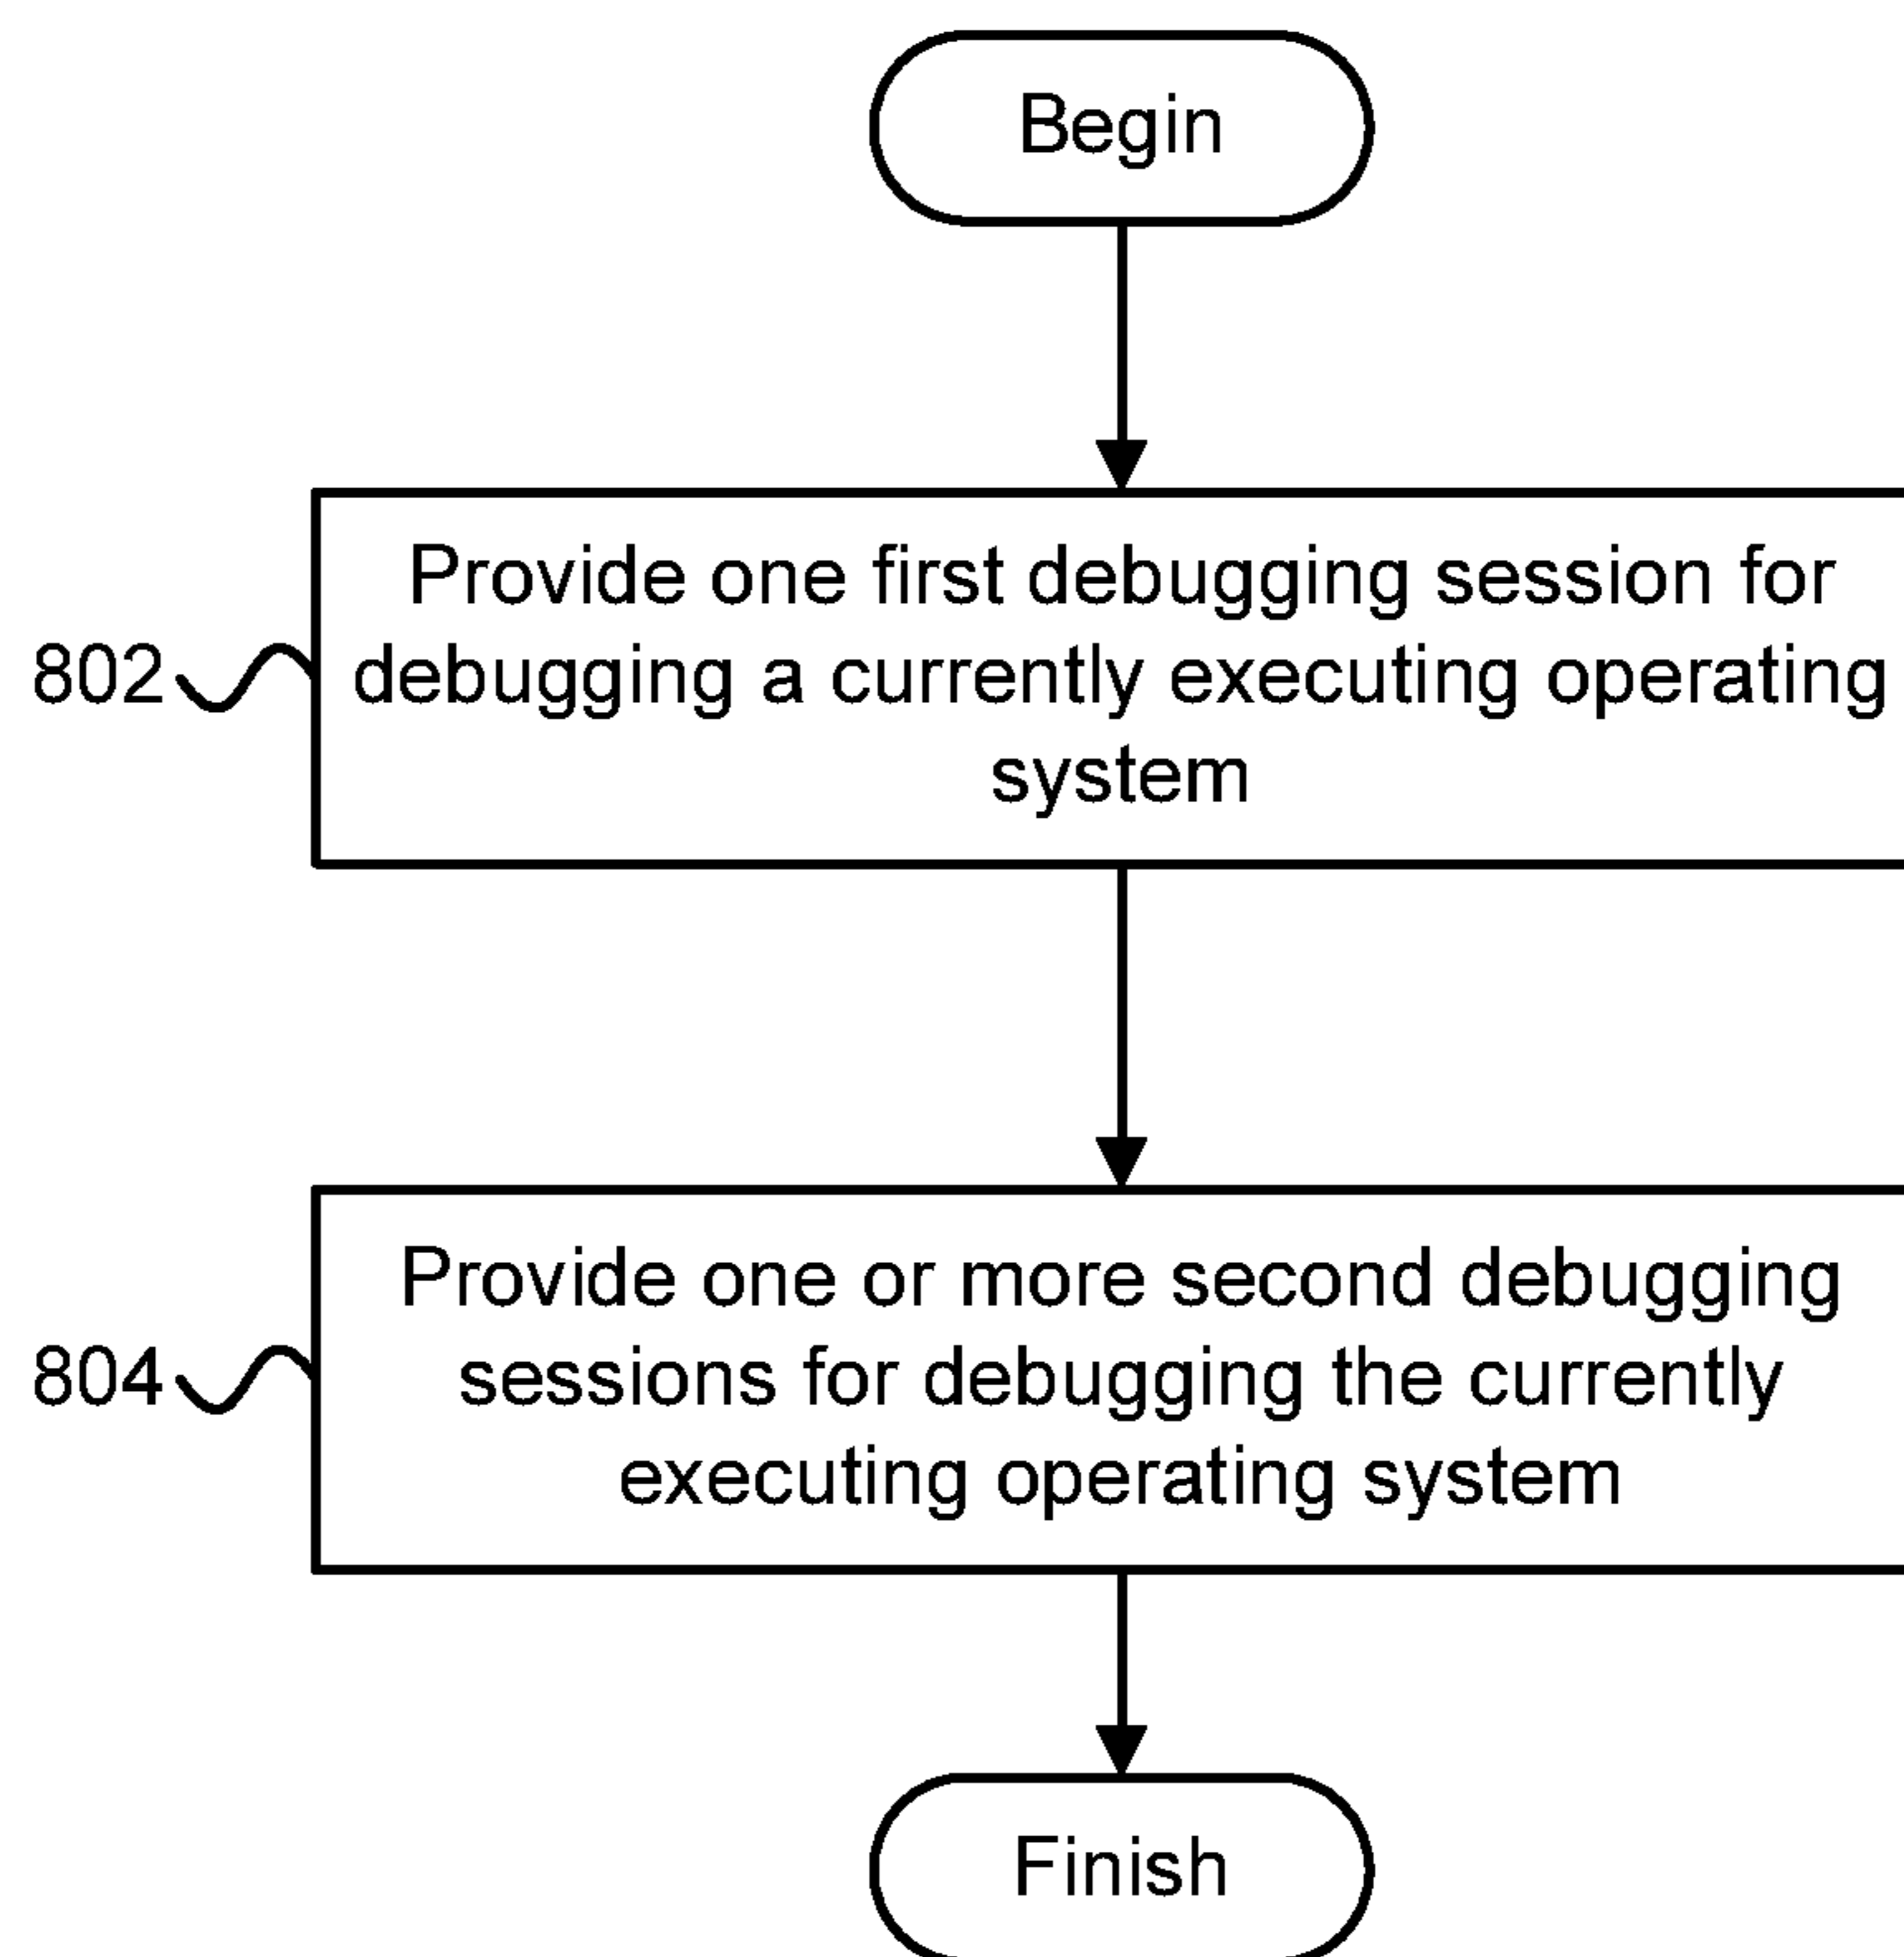 Begin
Provide one first debugging session for
802
debugging a currently executing operating
system
Provide one or more second debugging
804
sessions for debugging the currently
executing operating system
Finish